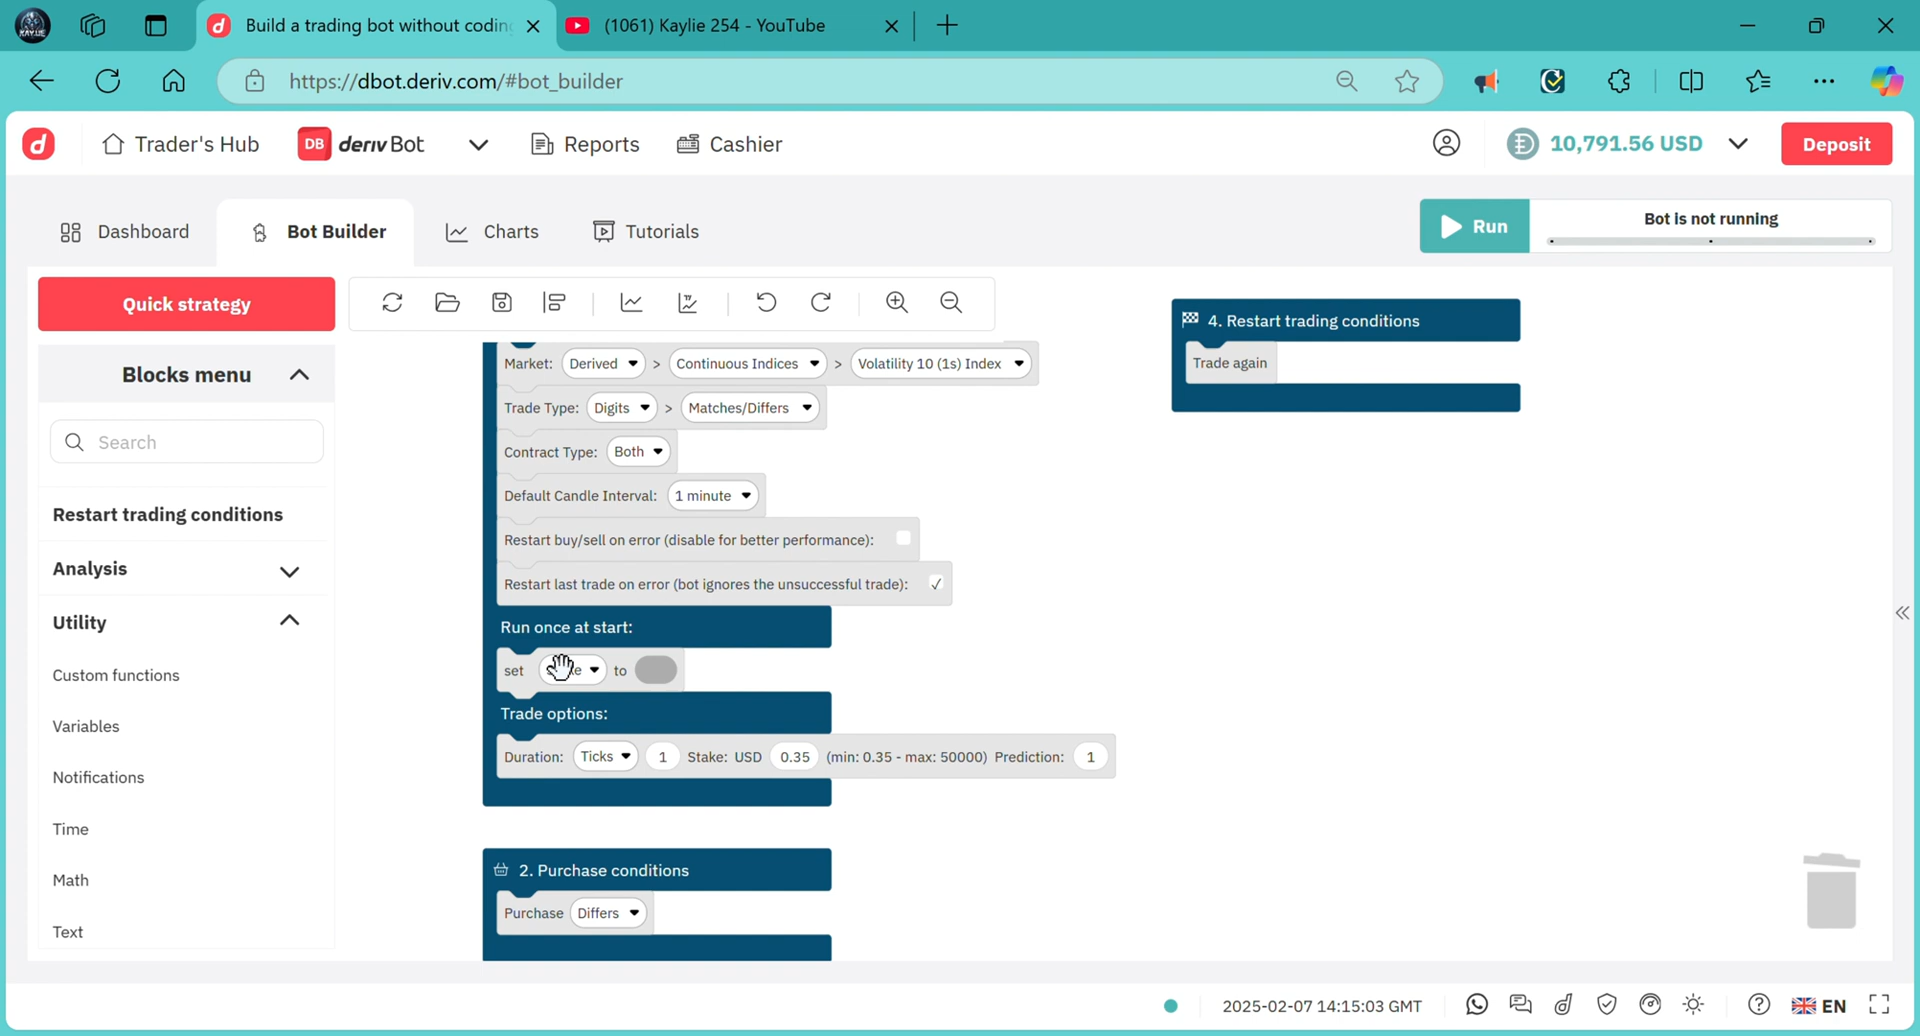 Build a trading bot without coding
(1061) Kaylie 254 - YouTube
https://dbot.deriv.com/#bot_builder
d
Trader's Hub
DB deriv Bot
Reports
Cashier
10,791.56 USD
Deposit
Dashboard
Bot Builder
Charts
Tutorials
Run
Bot is not running
Quick strategy
Blocks menu
Search
Restart trading conditions
Analysis
Utility
Custom functions
Variables
Notifications
Time
Math
Text
Market: Derived > Continuous Indices > Volatility 10 (1s) Index
Trade Type: Digits > Matches/Differs
Contract Type: Both
Default Candle Interval: 1 minute
Restart buy/sell on error (disable for better performance):
Restart last trade on error (bot ignores the unsuccessful trade): ✓
Run once at start:
set to
Trade options:
Duration: Ticks 1 Stake: USD 0.35 (min: 0.35 - max: 50000) Prediction: 1
2. Purchase conditions
Purchase Differs
4. Restart trading conditions
Trade again
2025-02-07 14:15:03 GMT
EN